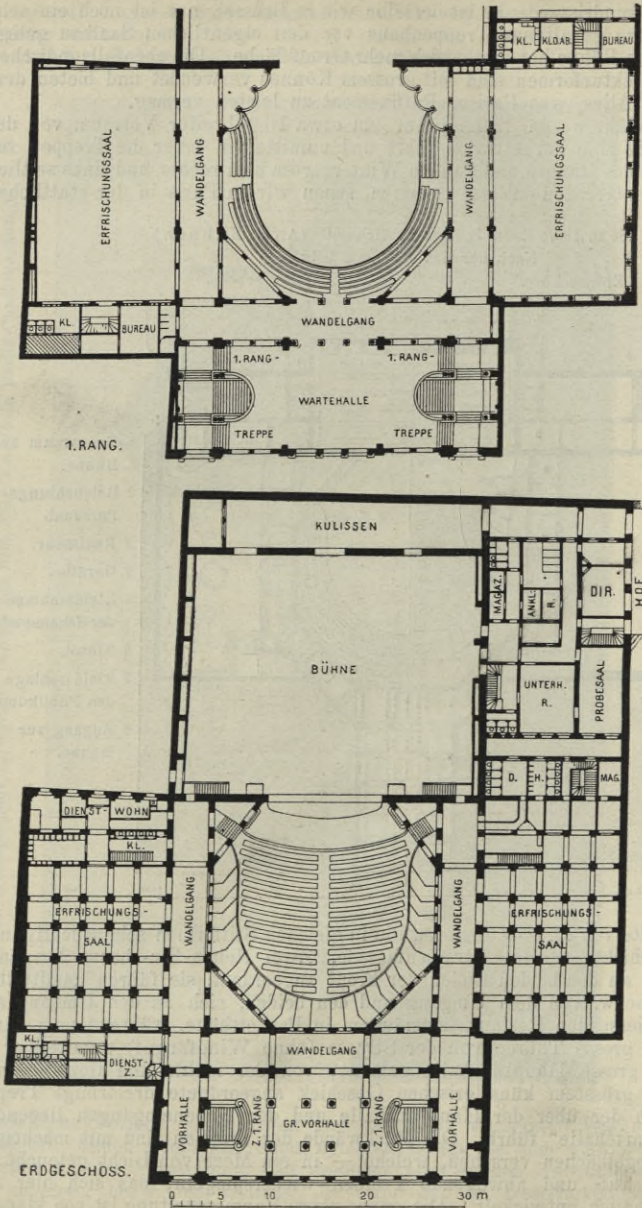 KL. KLD.AB. BUREAU
ERFRISCHUNGSSAAL
WANDELGANG
WANDELGANG
ERFRISCHUNGSSAAL
KL. BUREAU
WANDELGANG
1. RANG - 1. RANG -
WARTEHALLE
TREPPE TREPPE
1. RANG.
KULISSEN
MAGAZ.
ANKL. R.
DIR.
HOF
BÜHNE
UNTERH. R.
PROBESAAL
D. H. MAG.
DIENST- WOHN
KL.
WANDELGANG
WANDELGANG
ERFRISCHUNGS- SAAL
ERFRISCHUNGS- SAAL
KL.
DIENST- Z.
WANDELGANG
VORHALLE
Z. 1. RANG
GR. VORHALLE
Z. 1. RANG
VORHALLE
ERDGESCHOSS.
0 5 10 20 30 m